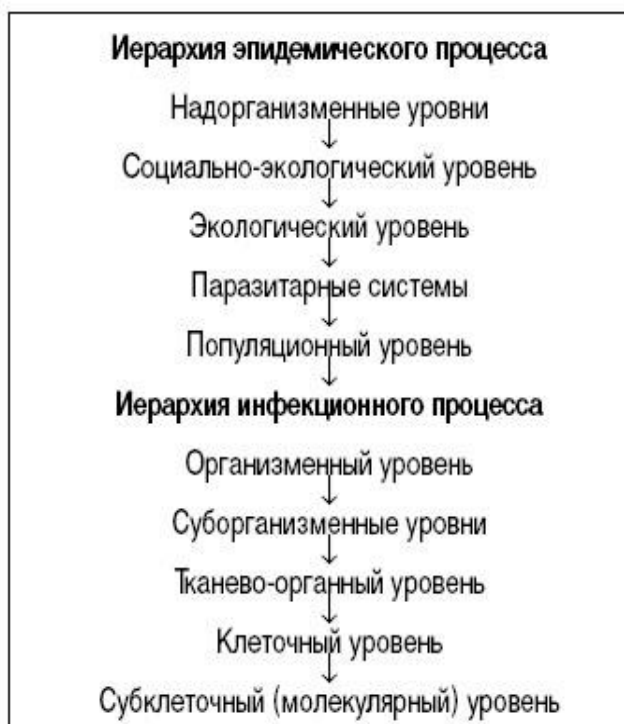 Иерархия эпидемического процесса
Надорганизменные уровни
Социально-экологический уровень
Экологический уровень
Паразитарные системы
Популяционный уровень
Иерархия инфекционного процесса
Организменный уровень
Суборганизменные уровни
Тканево-органный уровень
Клеточный уровень
Субклеточный (молекулярный) уровень